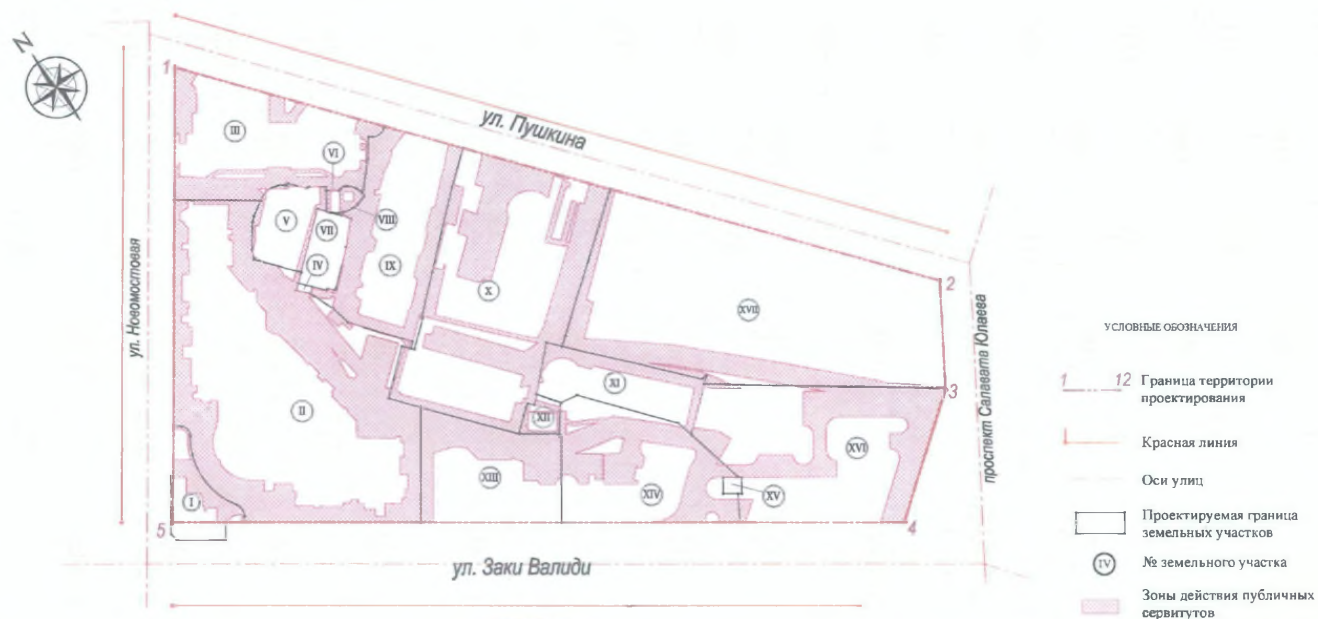 N
1
ул. Пушкина
III
VI
V
VII
VIII
IV
IX
X
XVII
2
ул. Новомостовая
проспект Салавата Юлаева
3
XI
II
XII
XIII
XIV
XV
XVI
I
5
4
ул. Заки Валиди
УСЛОВНЫЕ ОБОЗНАЧЕНИЯ
1 12 Граница территории
проектирования
Красная линия
Оси улиц
Проектируемая граница
земельных участков
IV № земельного участка
Зоны действия публичных
сервитутов